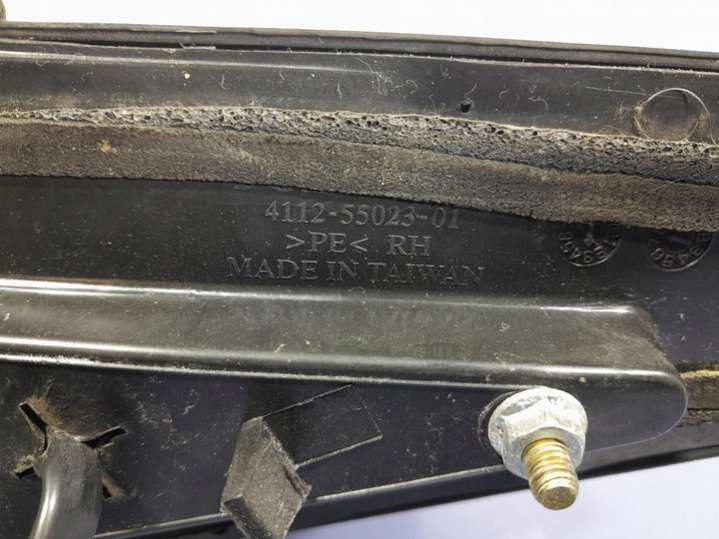 4112-55023-01
>PE< RH
MADE IN TAIWAN